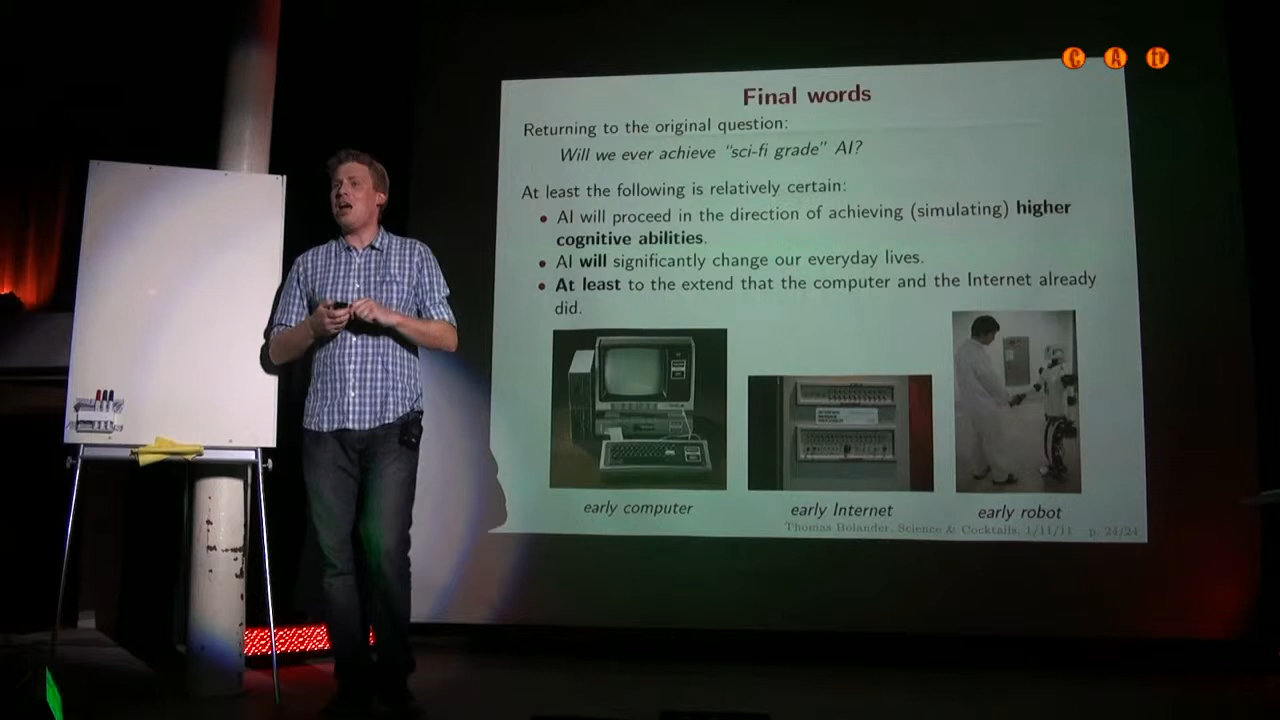 C A tv
Final words
Returning to the original question:
Will we ever achieve "sci-fi grade" AI?
At least the following is relatively certain:
• AI will proceed in the direction of achieving (simulating) higher
cognitive abilities.
• AI will significantly change our everyday lives.
• At least to the extend that the computer and the Internet already
did.
early computer
early Internet
early robot
Thomas Bolander, Science & Cocktails, 1/11/11 p. 24/24